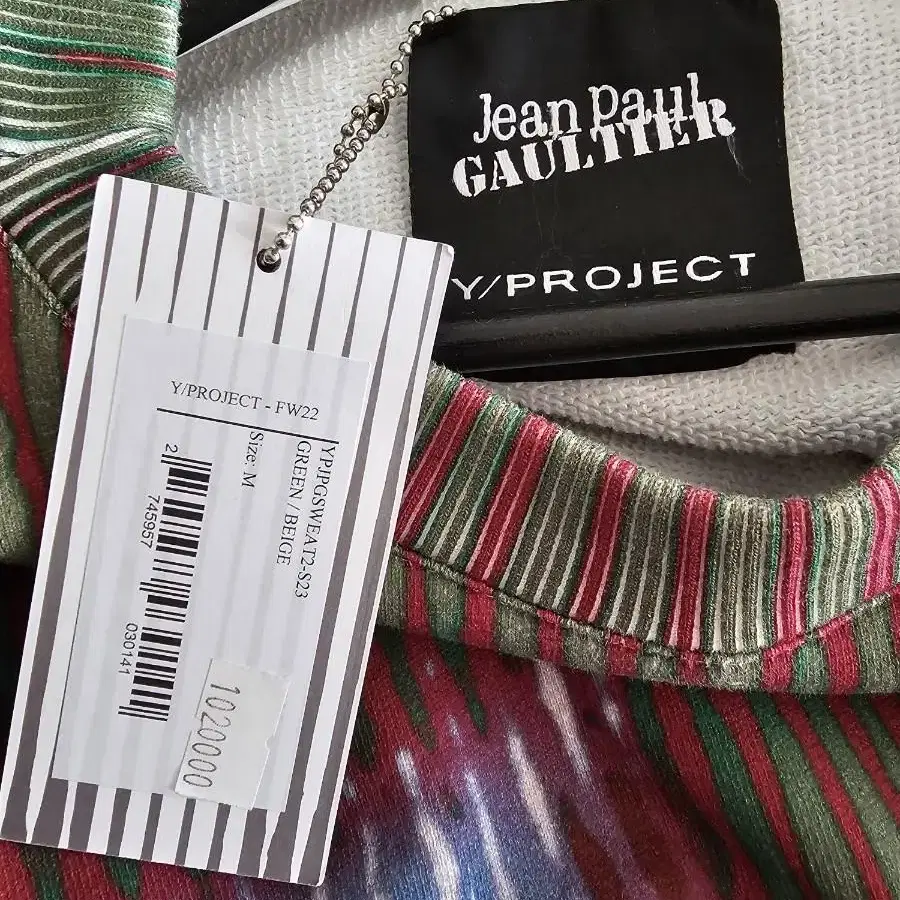 Jean Paul
GAULTIER
Y/PROJECT
Y/PROJECT - FW22
YPJPGSWEAT2-S23
GREEN / BEIGE
Size: M
2 745957 030141
1020000